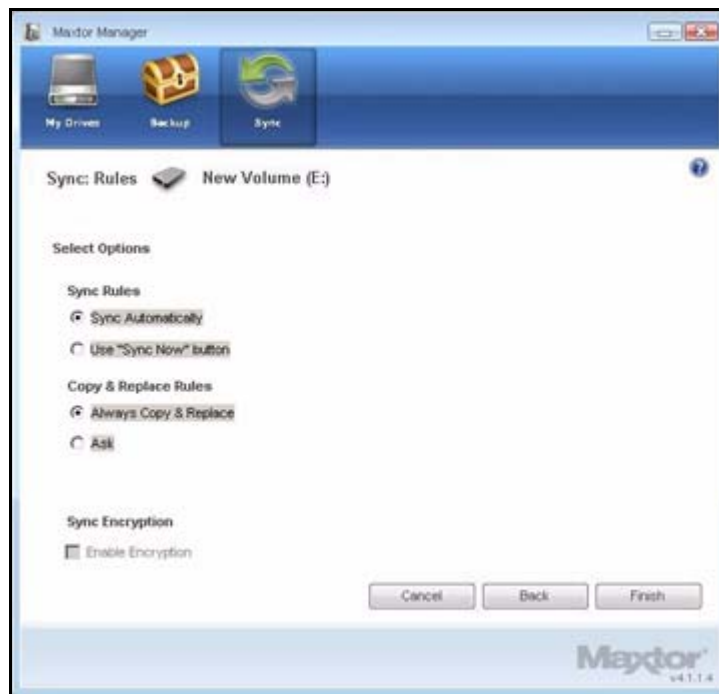 Maxtor Manager
My Drives Backup Sync
Sync: Rules New Volume (E:)
Select Options
Sync Rules
Sync Automatically
Use "Sync Now" button
Copy & Replace Rules
Always Copy & Replace
Ask
Sync Encryption
Enable Encryption
Cancel Back Finish
Maxtor
v4.1.1.4